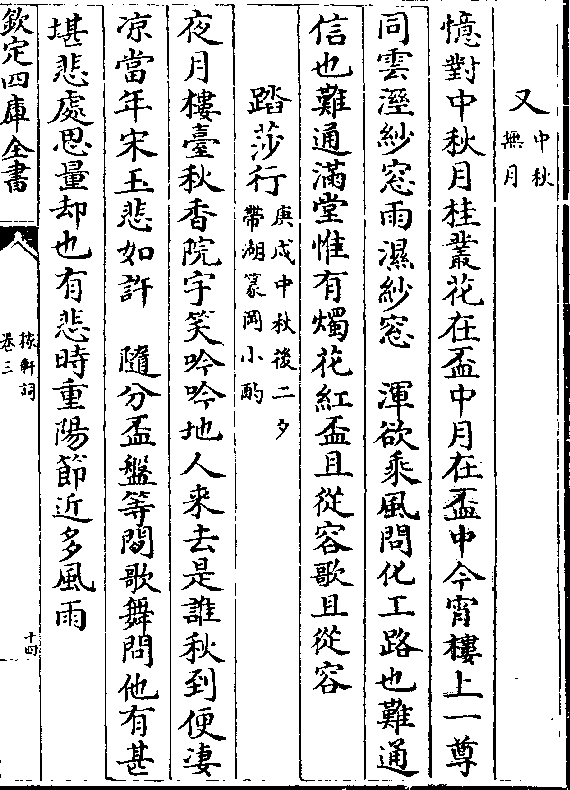 又中秋
無月
憶對中秋月桂叢花在盃中月在盃中今宵樓上一尊
同雲溼紗窓雨濕紗窓　渾欲乘風問化工路也難通
信也難通滿堂惟有燭花紅盃且從容歌且從容
踏莎行庚戌中秋後二夕
帶湖篆岡小酌
夜月樓臺秋香院宇笑吟吟地人来去是誰秋到便凄
凉當年宋玉悲如許　隨分盃盤等閒歌舞問他有甚
堪悲處思量却也有悲時重陽節近多風雨
欽定四庫全書
稼軒詞
卷三
十四